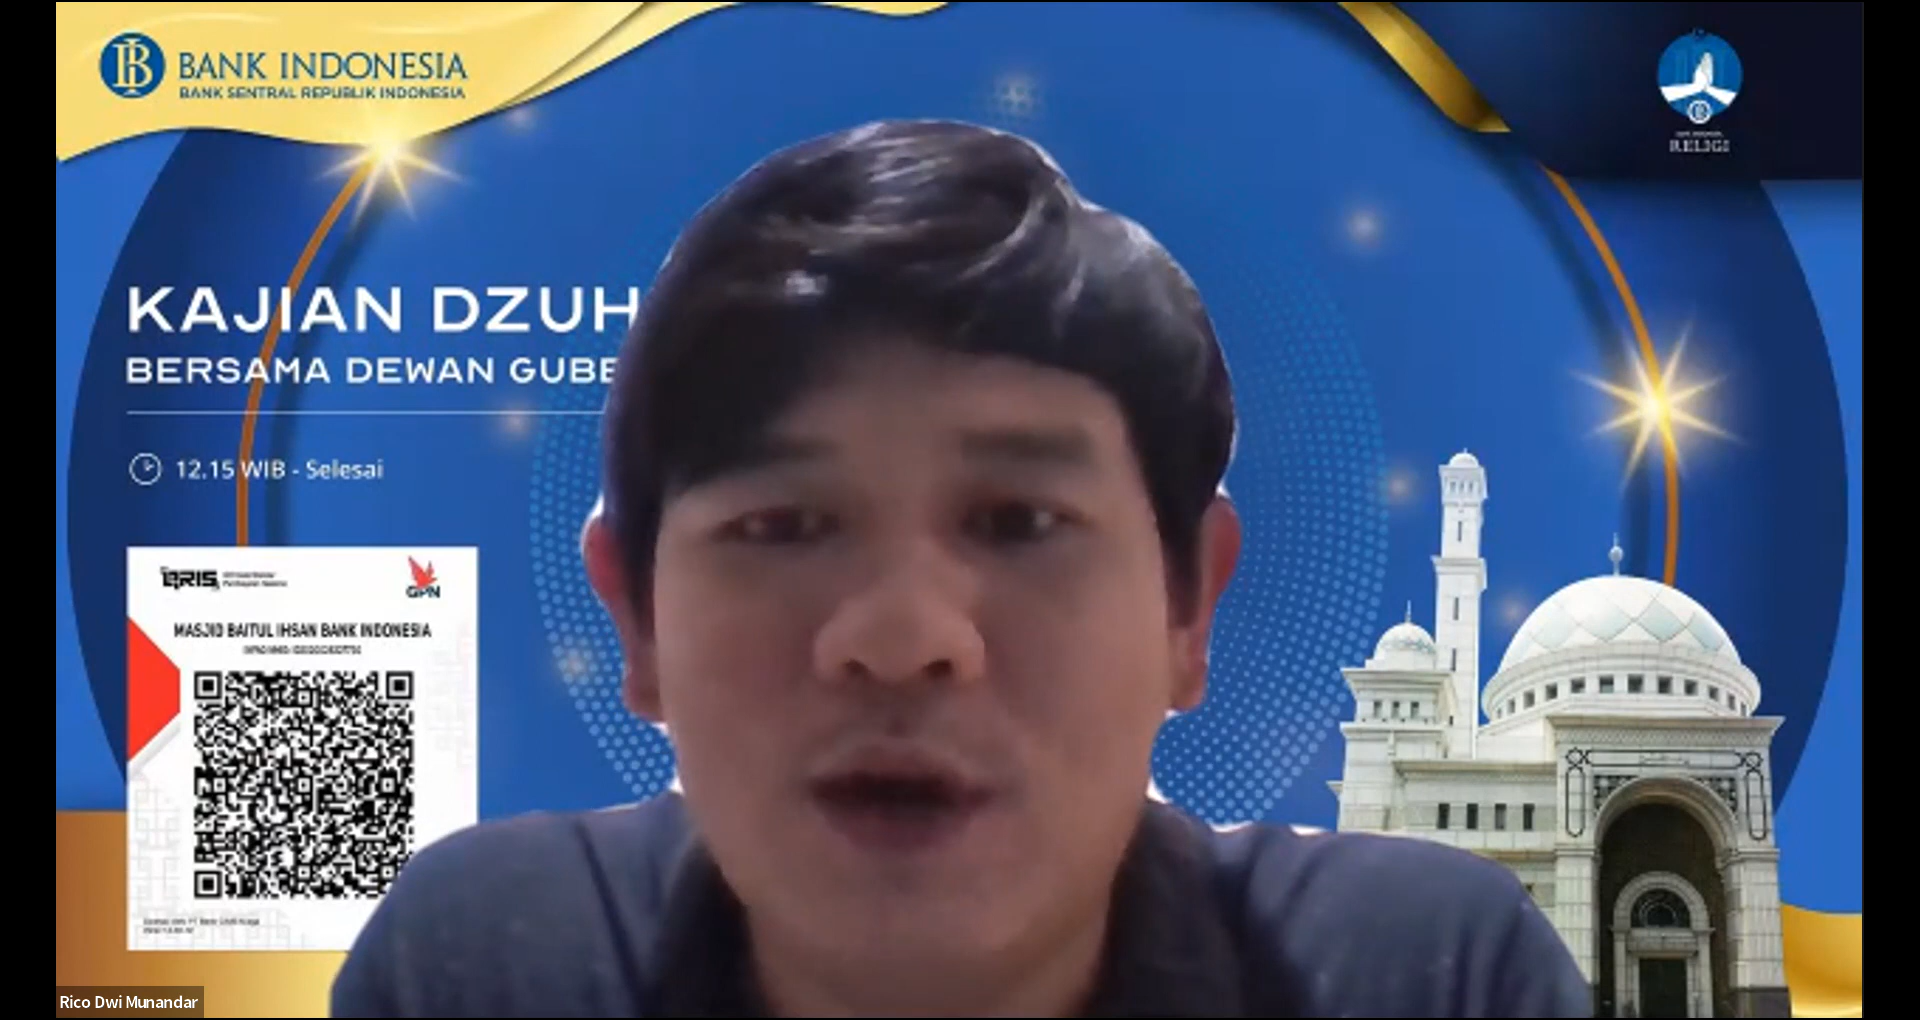 BANK INDONESIA
BANK SENTRAL REPUBLIK INDONESIA
RELIGI
KAJIAN DZUH
BERSAMA DEWAN GUBE
12.15 WIB - Selesai
QRIS
GPN
MASJID BAITUL IHSAN BANK INDONESIA
Rico Dwi Munandar